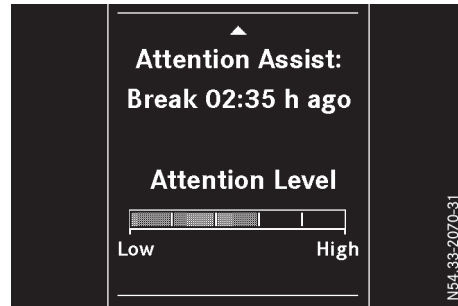 Attention Assist:
Break 02:35 h ago
Attention Level
Low High
N54.33-2070-31